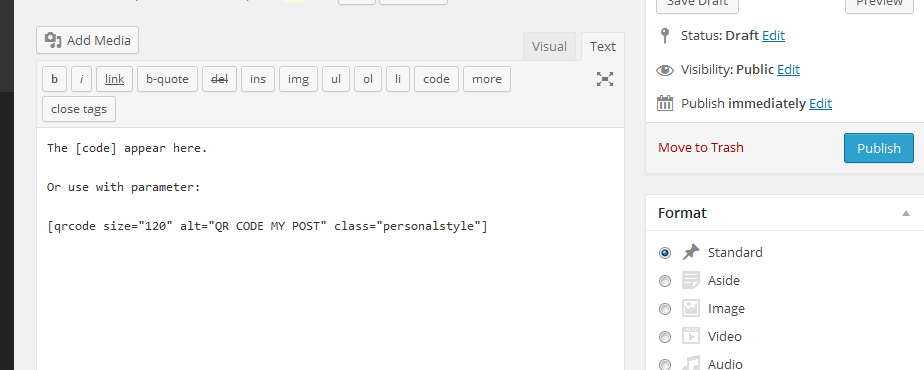 Save Draft
Preview
Add Media
Visual
Text
Status: Draft Edit
Visibility: Public Edit
Publish immediately Edit
b
i
link
b-quote
del
ins
img
ul
ol
li
code
more
close tags
Move to Trash
Publish
The [code] appear here.
Or use with parameter:
[qrcode size="120" alt="QR CODE MY POST" class="personalstyle"]
Format
Standard
Aside
Image
Video
Audio